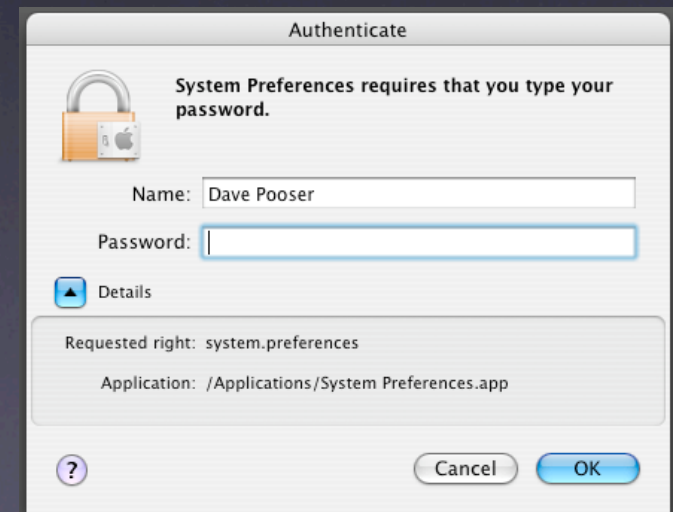 Authenticate
System Preferences requires that you type your
password.
Name: Dave Pooser
Password:
Details
Requested right: system.preferences
Application: /Applications/System Preferences.app
?
Cancel
OK